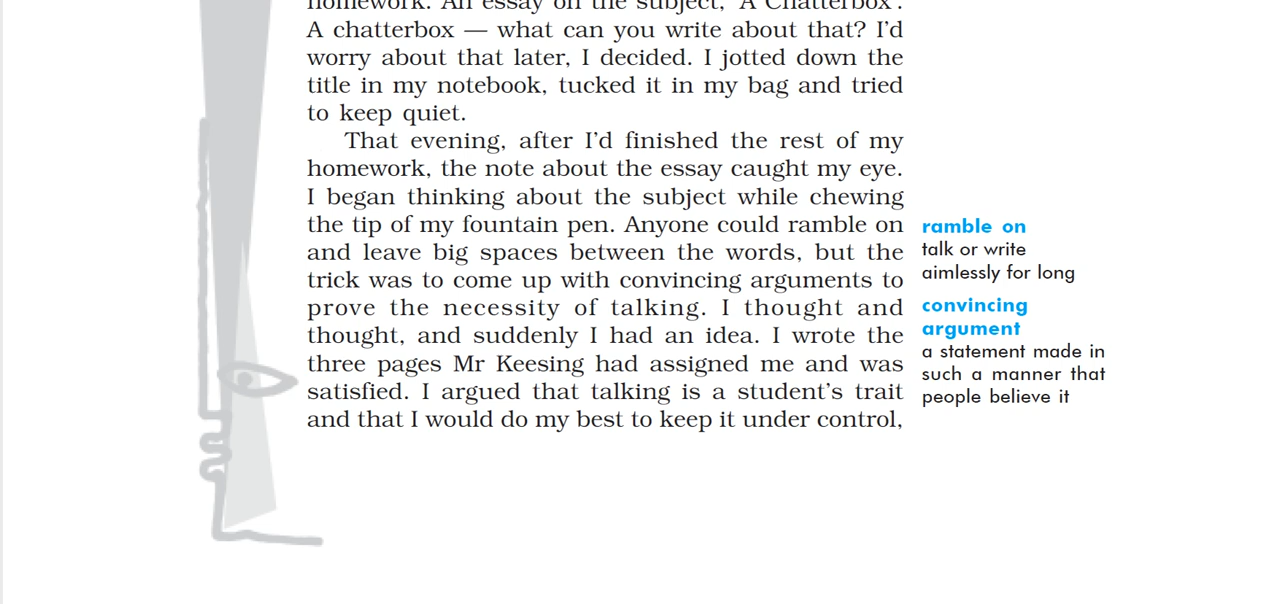 homework. An essay on the subject, ‘A Chatterbox’.
A chatterbox — what can you write about that? I’d
worry about that later, I decided. I jotted down the
title in my notebook, tucked it in my bag and tried
to keep quiet.
That evening, after I’d finished the rest of my
homework, the note about the essay caught my eye.
I began thinking about the subject while chewing
the tip of my fountain pen. Anyone could ramble on
and leave big spaces between the words, but the
trick was to come up with convincing arguments to
prove the necessity of talking. I thought and
thought, and suddenly I had an idea. I wrote the
three pages Mr Keesing had assigned me and was
satisfied. I argued that talking is a student’s trait
and that I would do my best to keep it under control,
ramble on
talk or write
aimlessly for long
convincing
argument
a statement made in
such a manner that
people believe it